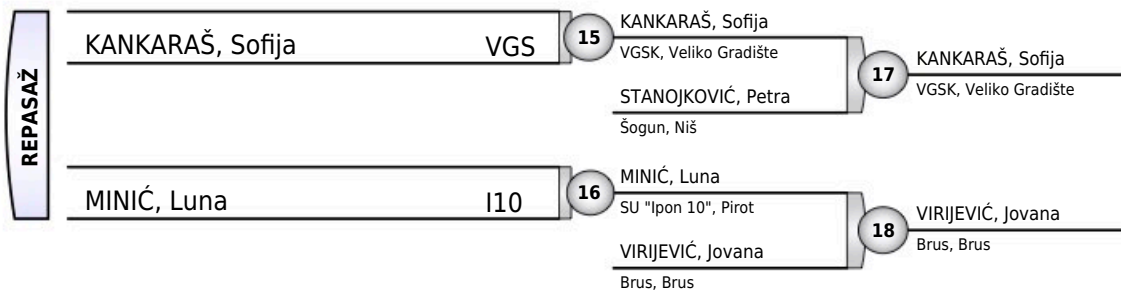 REPASAŽ
KANKARAŠ, Sofija VGS
15
KANKARAŠ, Sofija
VGSK, Veliko Gradište
STANOJKOVIĆ, Petra
Šogun, Niš
17
KANKARAŠ, Sofija
VGSK, Veliko Gradište
MINIĆ, Luna I10
16
MINIĆ, Luna
SU "Ipon 10", Pirot
VIRIJEVIĆ, Jovana
Brus, Brus
18
VIRIJEVIĆ, Jovana
Brus, Brus